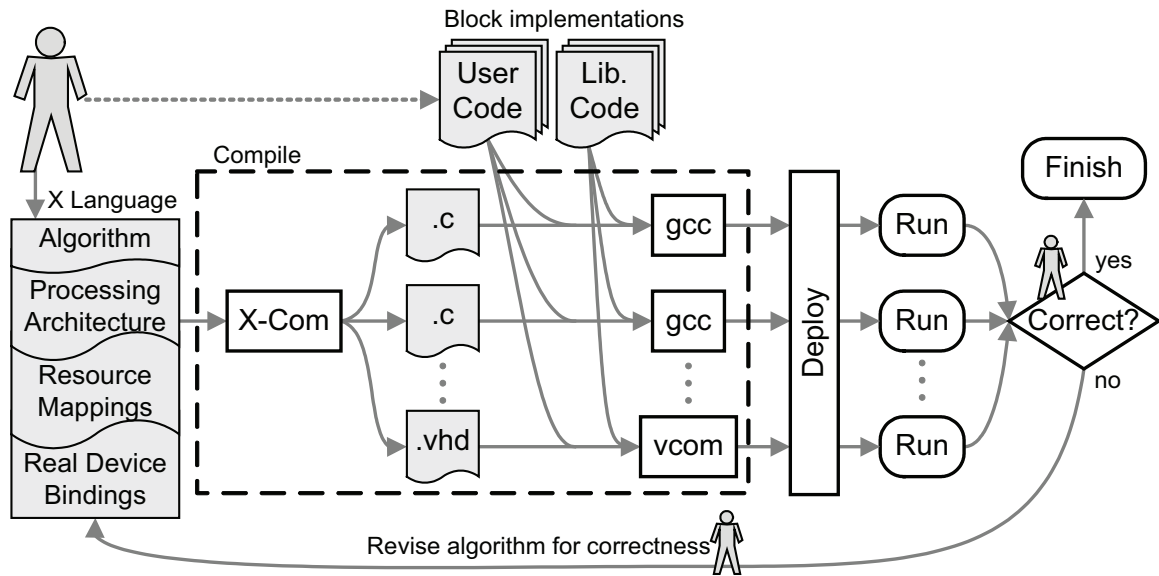 Block implementations
User
Code
Lib.
Code
Compile
X Language
Algorithm
Processing
Architecture
Resource
Mappings
Real Device
Bindings
X-Com
.c
.c
.vhd
gcc
gcc
vcom
Deploy
Run
Run
Run
Finish
yes
Correct?
no
Revise algorithm for correctness